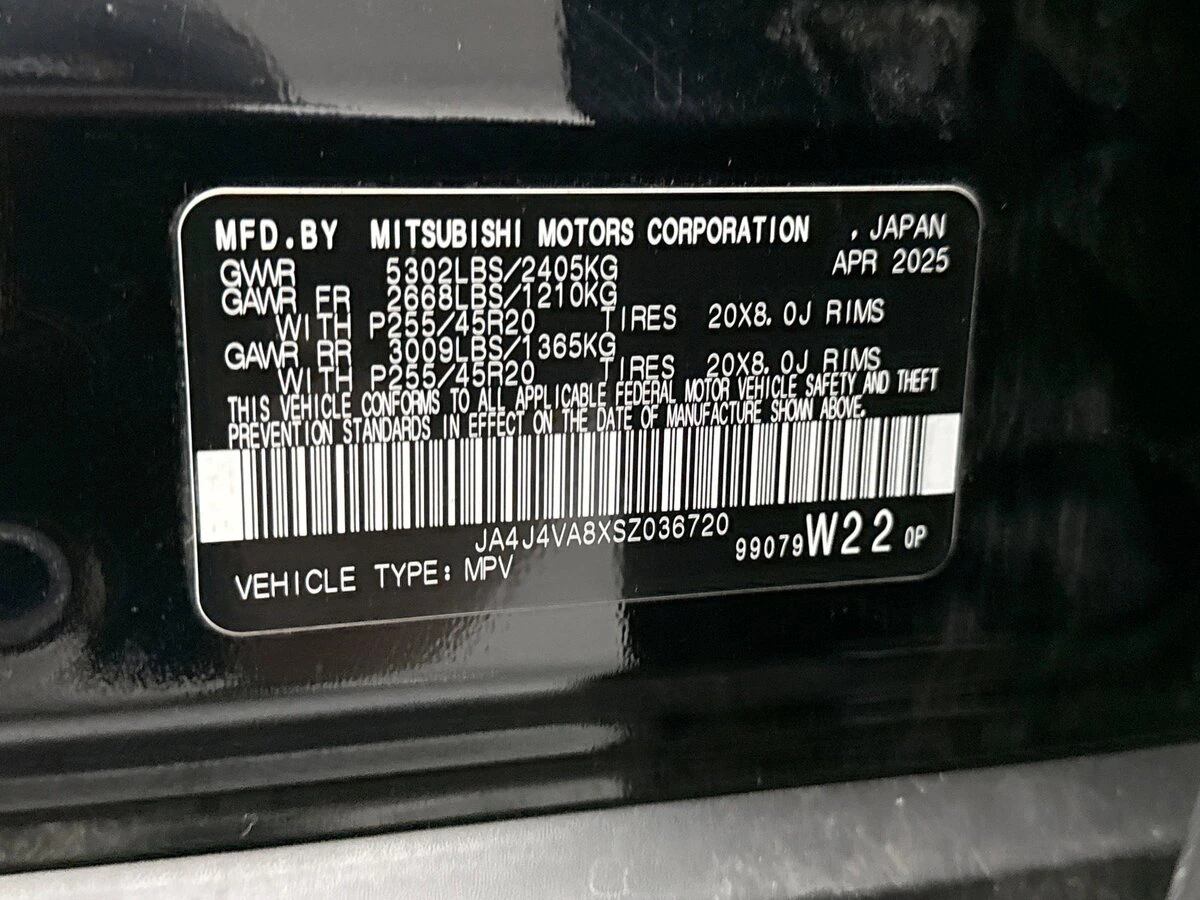 MFD.BY MITSUBISHI MOTORS CORPORATION , JAPAN
GVWR 5302LBS/2405KG APR 2025
GAWR FR 2668LBS/1210KG
WITH P255/45R20 TIRES 20X8.0J RIMS
GAWR RR 3009LBS/1365KG
WITH P255/45R20 TIRES 20X8.0J RIMS
THIS VEHICLE CONFORMS TO ALL APPLICABLE FEDERAL MOTOR VEHICLE SAFETY AND THEFT
PREVENTION STANDARDS IN EFFECT ON THE DATE OF MANUFACTURE SHOWN ABOVE.
JA4J4VA8XSZ036720
99079 W22 0P
VEHICLE TYPE: MPV